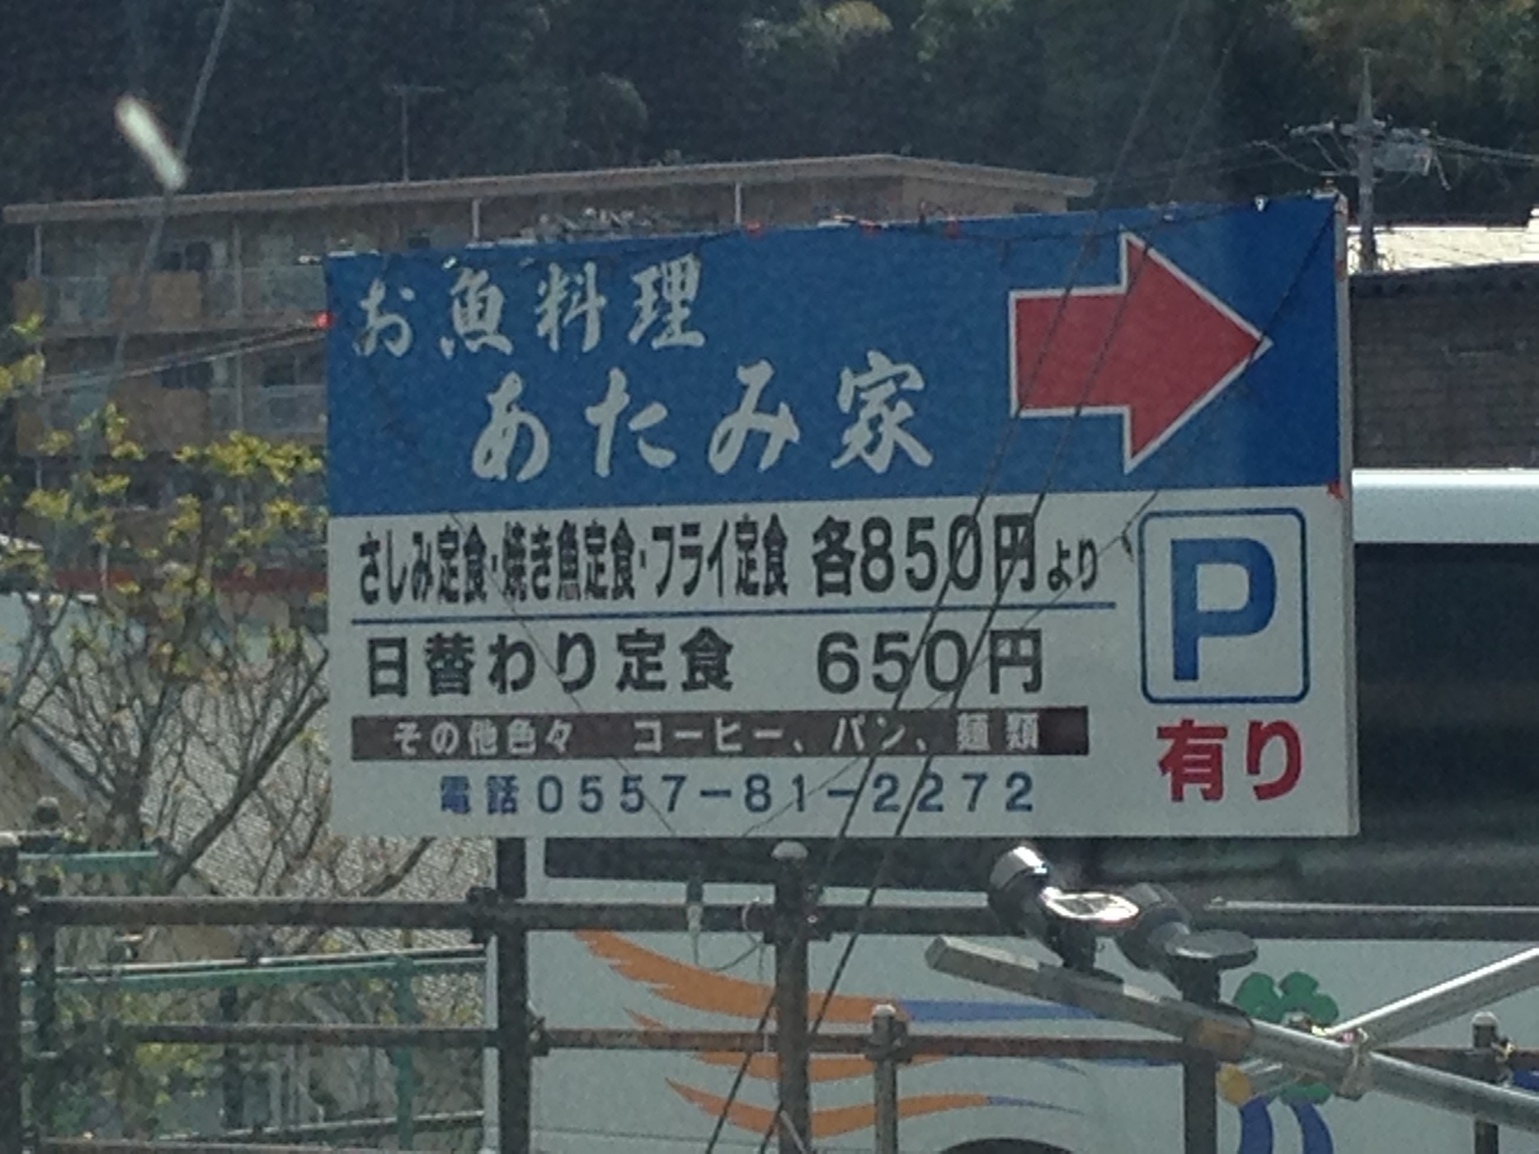 お魚料理
あたみ家
さしみ定食・焼き魚定食・フライ定食 各850円より
日替わり定食 650円
その他色々 コーヒー、パン、麺類
電話0557-81-2272
P
有り